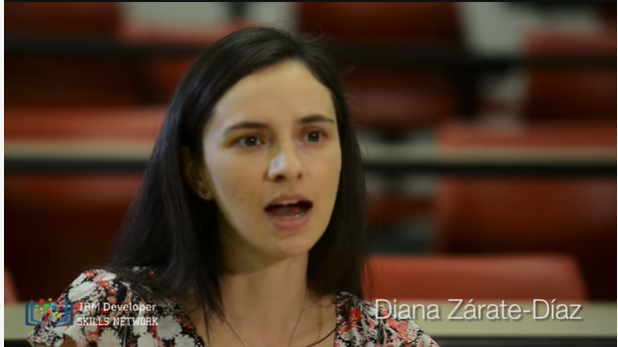 IBM Developer
SKILLS NETWORK
Diana Zárate-Díaz